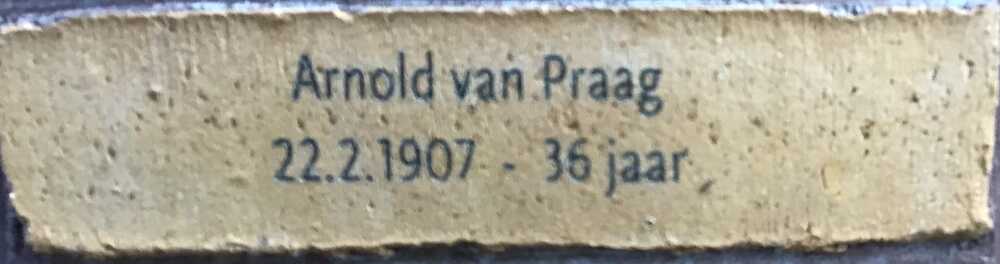 Arnold van Praag
22.2.1907 - 36 jaar